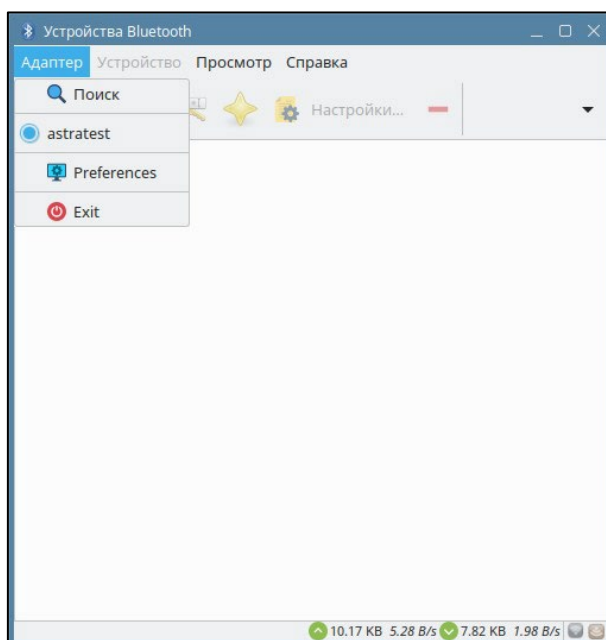 Устройства Bluetooth
Адаптер Устройство Просмотр Справка
Поиск
Настройки...
astratest
Preferences
Exit
10.17 KB 5.28 B/s 7.82 KB 1.98 B/s